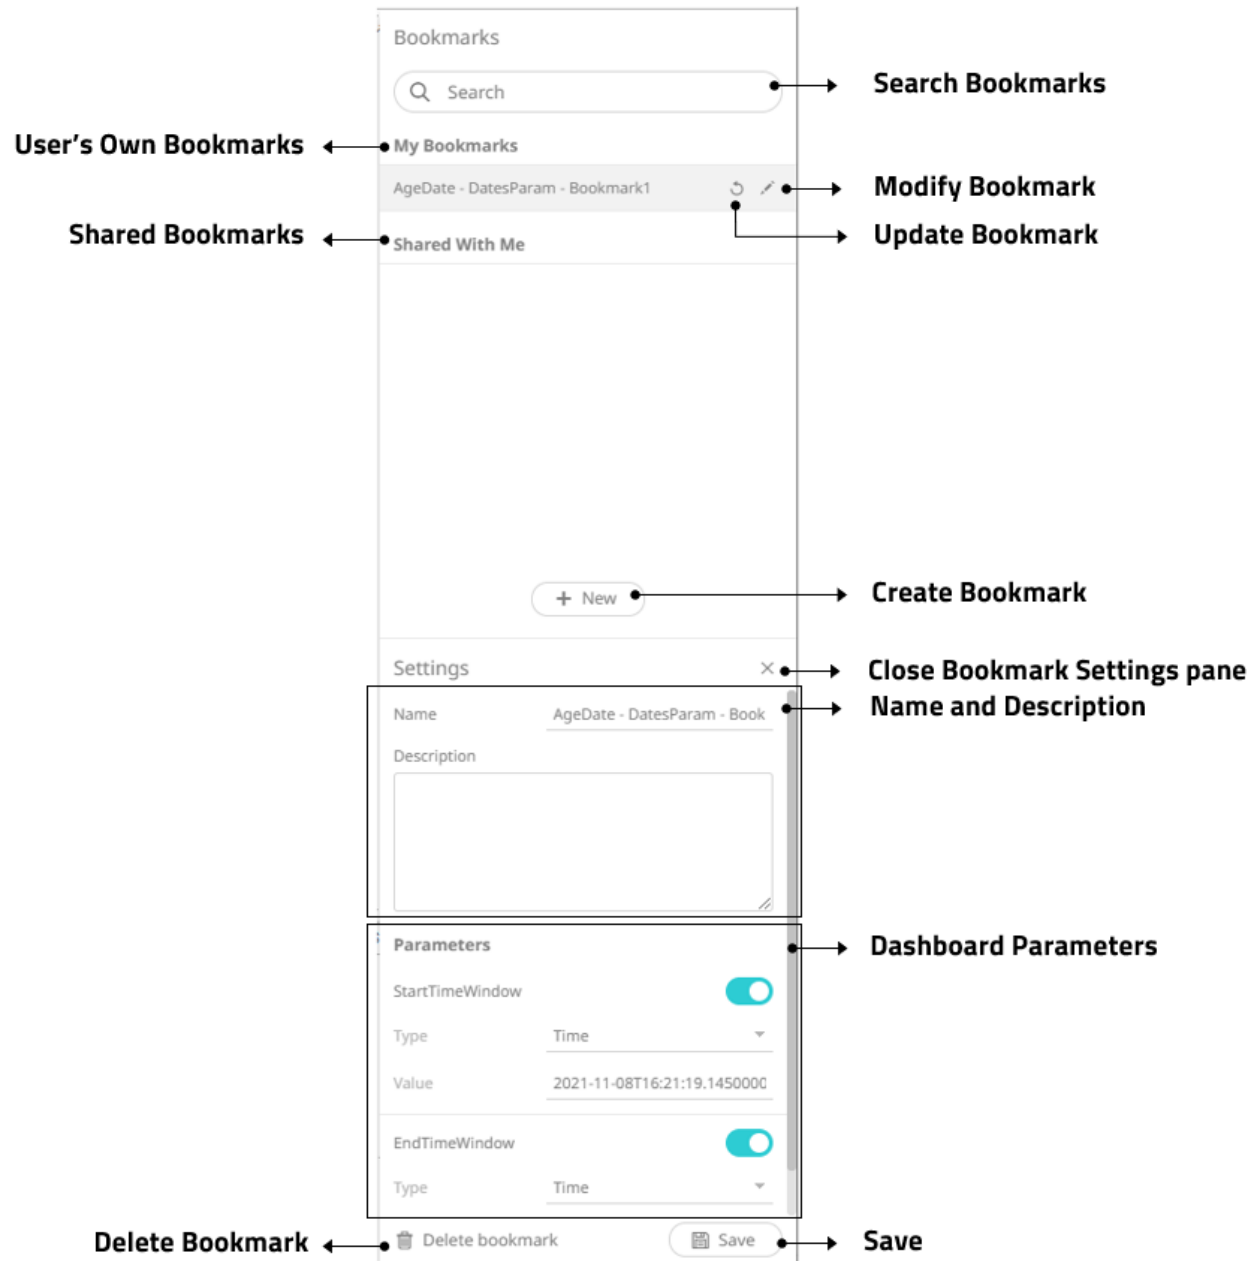 Bookmarks
Search
Search Bookmarks
User's Own Bookmarks
My Bookmarks
AgeDate - DatesParam - Bookmark1
Modify Bookmark
Shared Bookmarks
Shared With Me
Update Bookmark
+ New
Create Bookmark
Settings
Close Bookmark Settings pane
Name
AgeDate - DatesParam - Book
Name and Description
Description
Parameters
Dashboard Parameters
StartTimeWindow
Type
Time
Value
2021-11-08T16:21:19.1450000
EndTimeWindow
Type
Time
Delete Bookmark
Delete bookmark
Save
Save